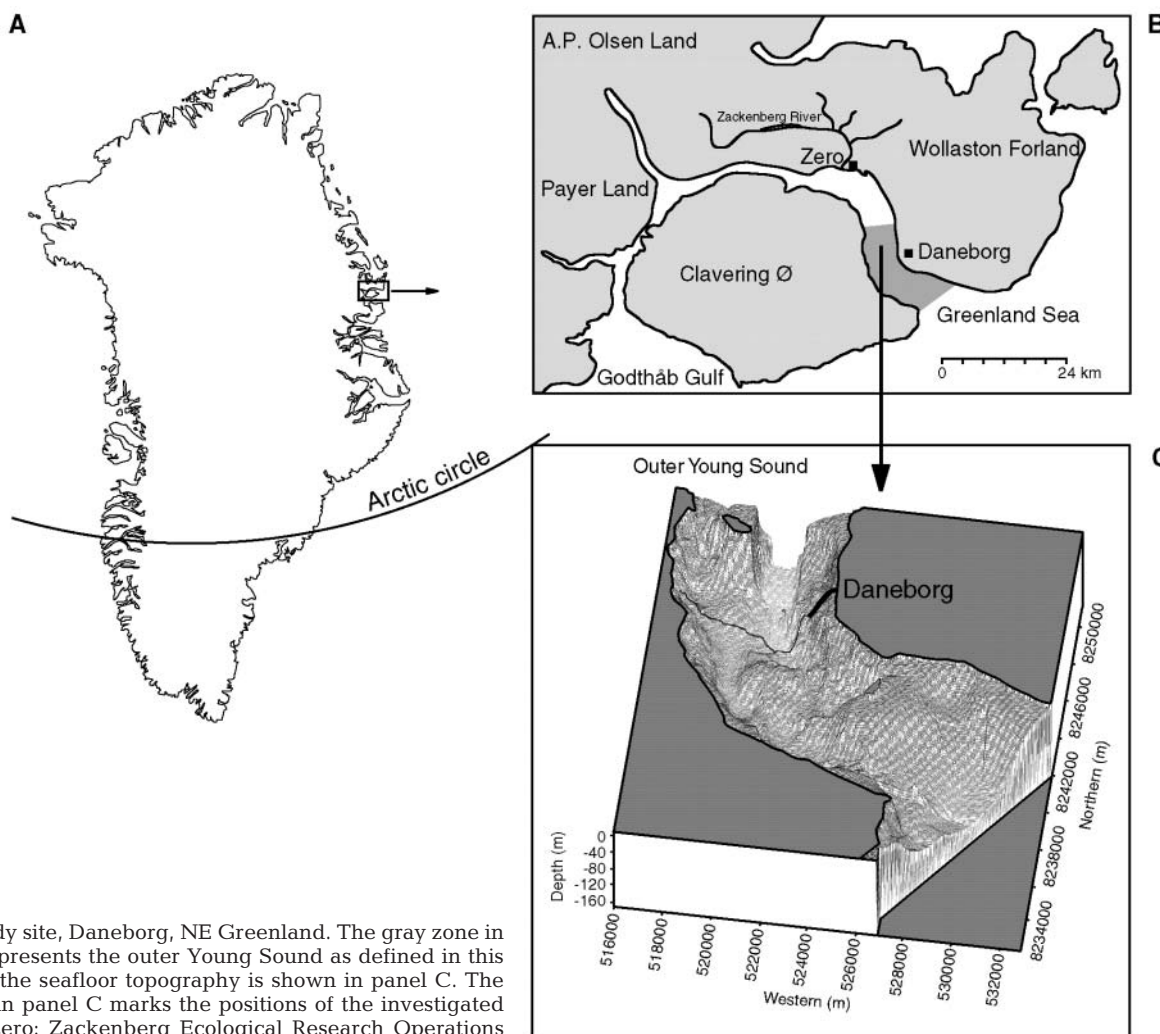 A
B
A.P. Olsen Land
Zackenberg River
Zero
Wollaston Forland
Payer Land
Daneborg
Clavering Ø
Greenland Sea
Godthåb Gulf
0 24 km
Arctic circle
C
Outer Young Sound
Daneborg
8250000
8246000
8242000
8238000
8234000
Northern (m)
Depth (m)
0
-40
-80
-120
-160
516000
518000
520000
522000
524000
526000
528000
530000
532000
Western (m)
dy site, Daneborg, NE Greenland. The gray zone in
presents the outer Young Sound as defined in this
the seafloor topography is shown in panel C. The
in panel C marks the positions of the investigated
ero: Zackenberg Ecological Research Operations